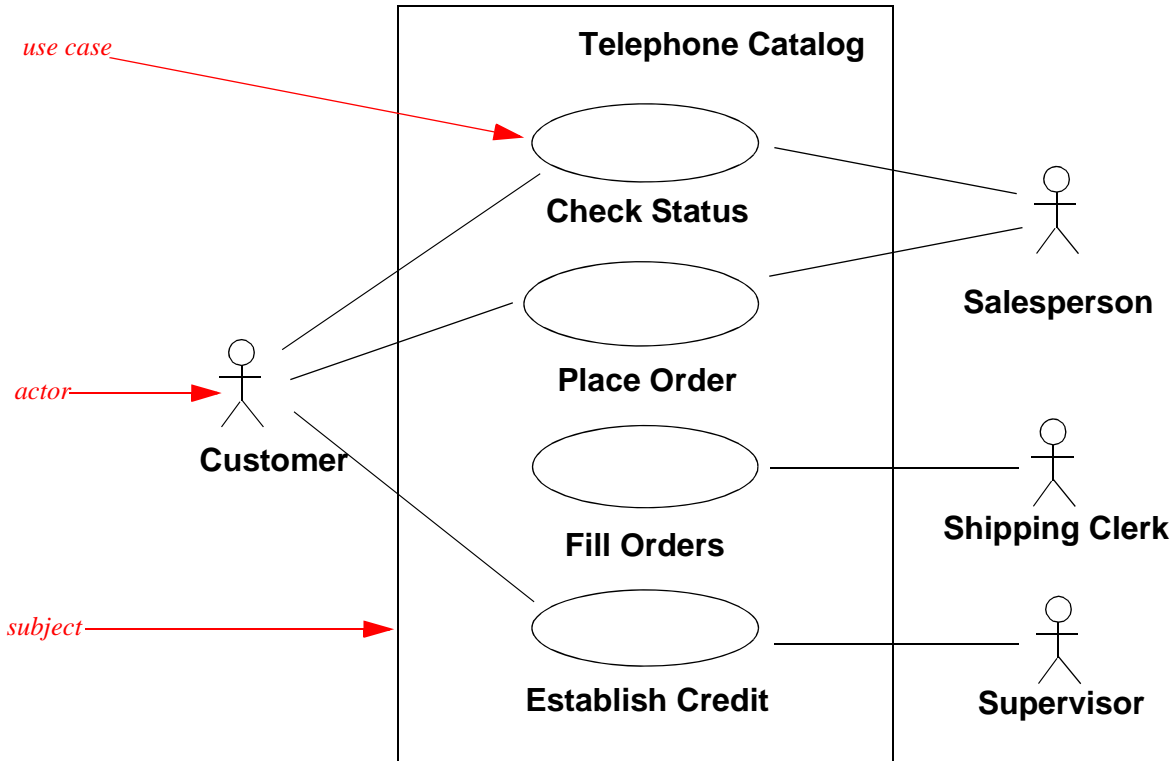 use case
Telephone Catalog
Check Status
Salesperson
Place Order
actor
Customer
Shipping Clerk
Fill Orders
subject
Establish Credit
Supervisor